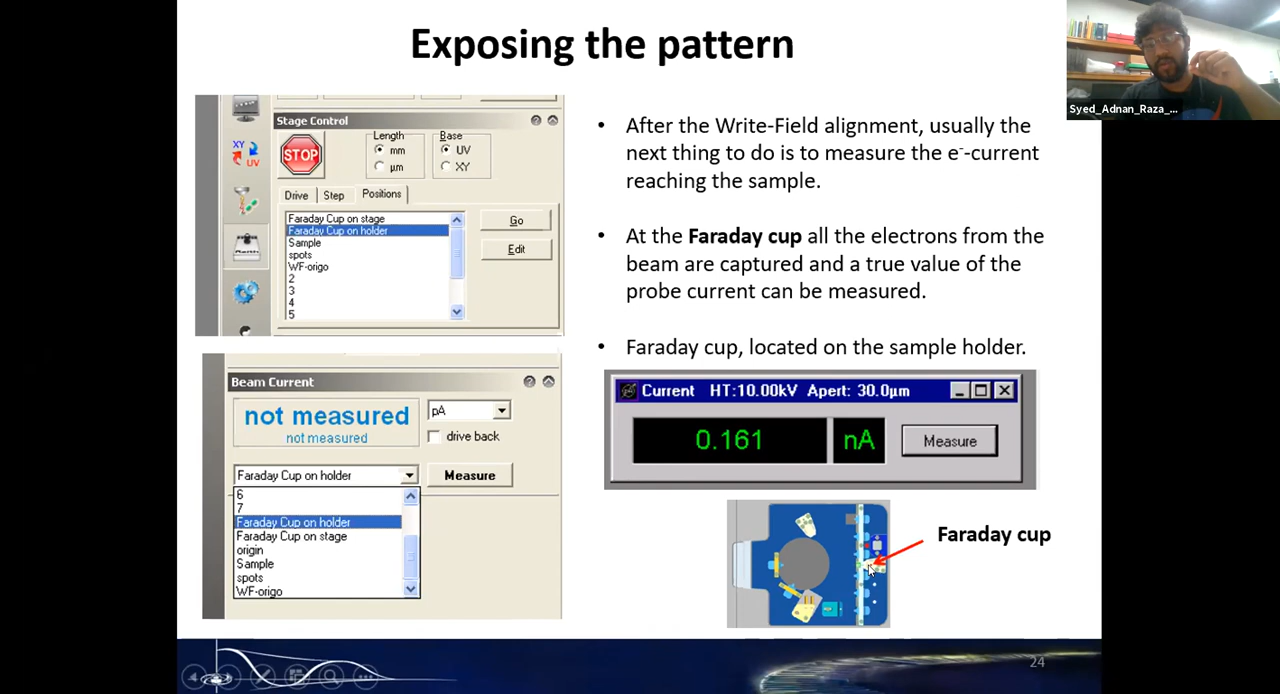 Exposing the pattern
Syed_Adnan_Raza_...
Stage Control
Length
Base
STOP
mm
UV
µm
XY
XY
UV
Drive
Step
Positions
Faraday Cup on stage
Faraday Cup on holder
Sample
spots
WF-origo
2
3
4
5
Go
Edit
• After the Write-Field alignment, usually the
next thing to do is to measure the e⁻-current
reaching the sample.
• At the Faraday cup all the electrons from the
beam are captured and a true value of the
probe current can be measured.
• Faraday cup, located on the sample holder.
Beam Current
not measured
not measured
pA
drive back
Faraday Cup on holder
Measure
6
7
Faraday Cup on holder
Faraday Cup on stage
origin
Sample
spots
WF-origo
Current HT:10.00kV Apert: 30.0µm
0.161
nA
Measure
Faraday cup
24